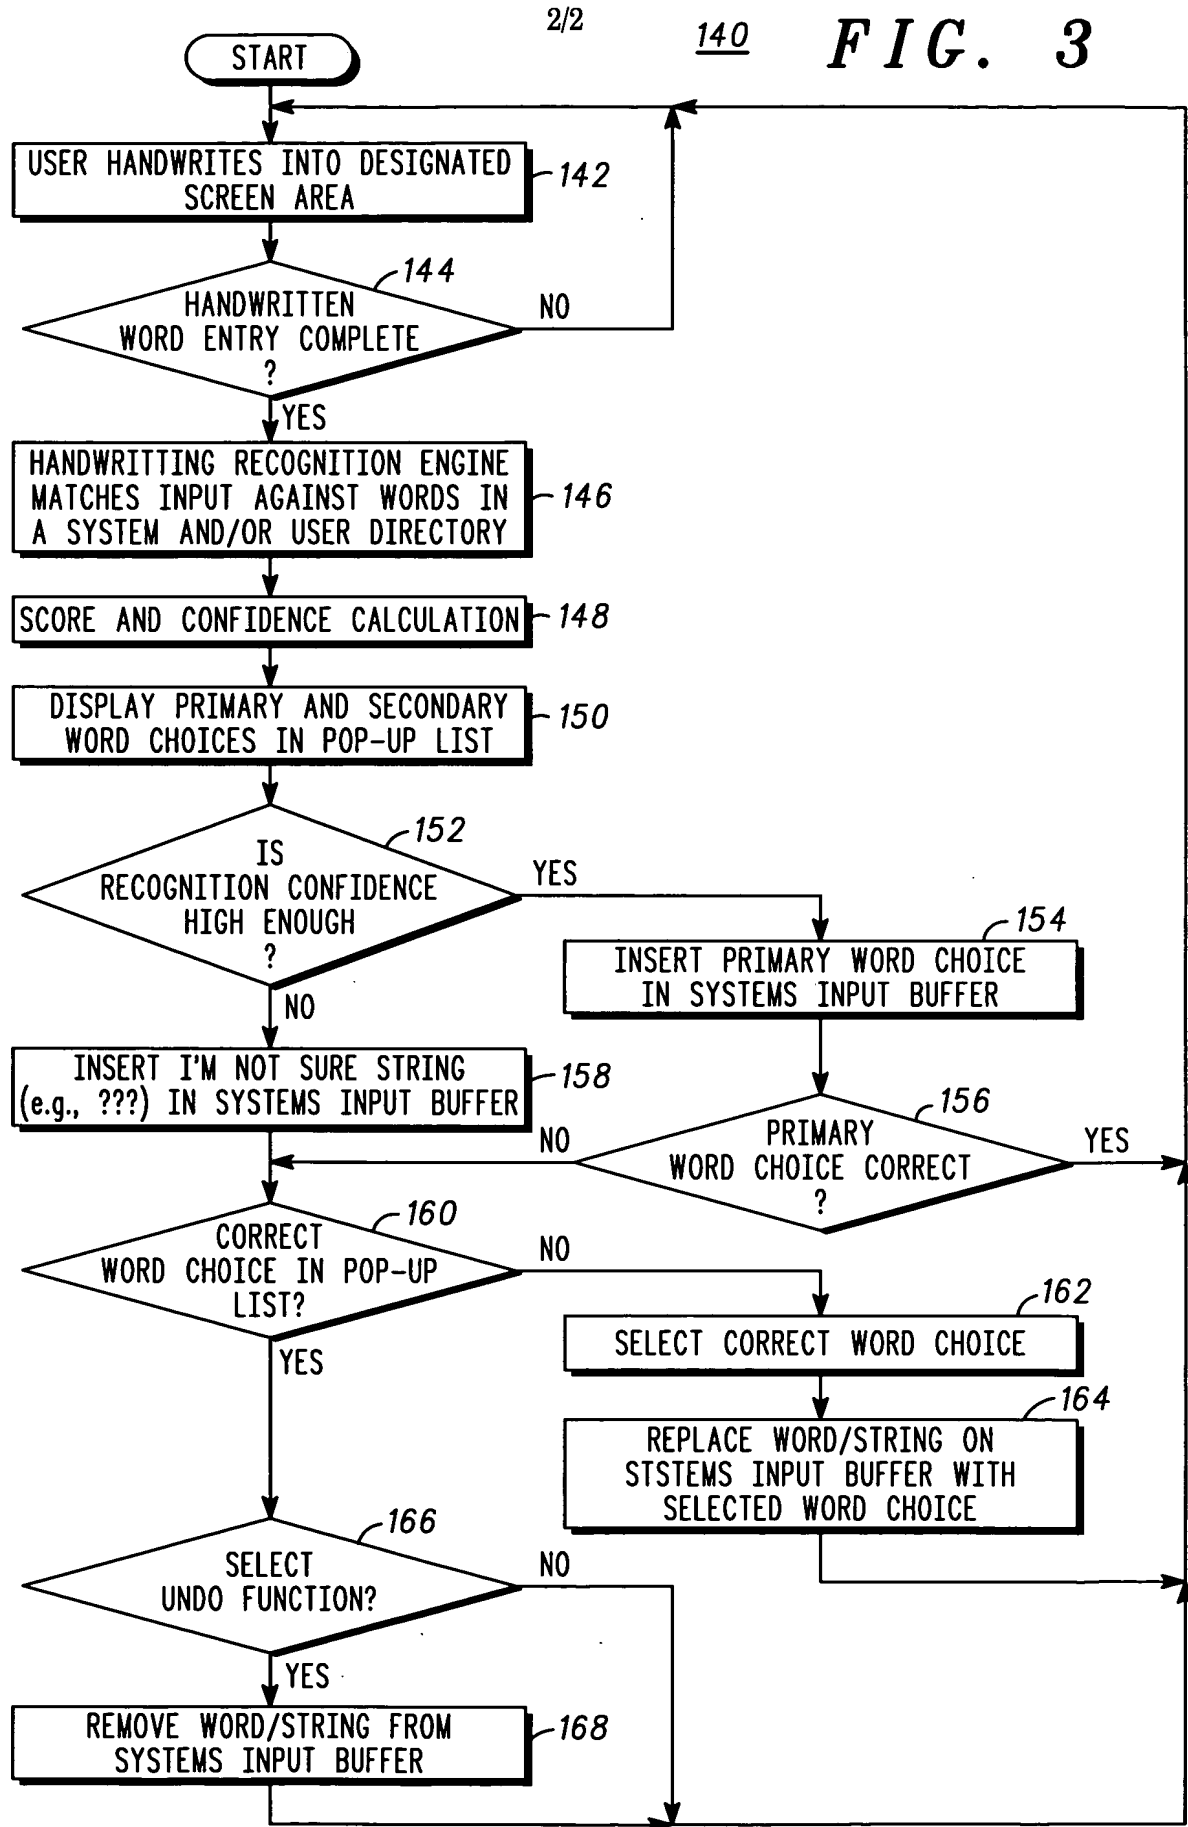 2/2
140
FIG. 3
START
USER HANDWRITES INTO DESIGNATED
SCREEN AREA
142
144
HANDWRITTEN
WORD ENTRY COMPLETE
?
NO
YES
HANDWRITTING RECOGNITION ENGINE
MATCHES INPUT AGAINST WORDS IN
A SYSTEM AND/OR USER DIRECTORY
146
SCORE AND CONFIDENCE CALCULATION
148
DISPLAY PRIMARY AND SECONDARY
WORD CHOICES IN POP-UP LIST
150
152
IS
RECOGNITION CONFIDENCE
HIGH ENOUGH
?
YES
NO
154
INSERT PRIMARY WORD CHOICE
IN SYSTEMS INPUT BUFFER
INSERT I'M NOT SURE STRING
(e.g., ???) IN SYSTEMS INPUT BUFFER
158
156
PRIMARY
WORD CHOICE CORRECT
?
NO
YES
160
CORRECT
WORD CHOICE IN POP-UP
LIST?
NO
YES
162
SELECT CORRECT WORD CHOICE
164
REPLACE WORD/STRING ON
STSTEMS INPUT BUFFER WITH
SELECTED WORD CHOICE
166
SELECT
UNDO FUNCTION?
NO
YES
REMOVE WORD/STRING FROM
SYSTEMS INPUT BUFFER
168